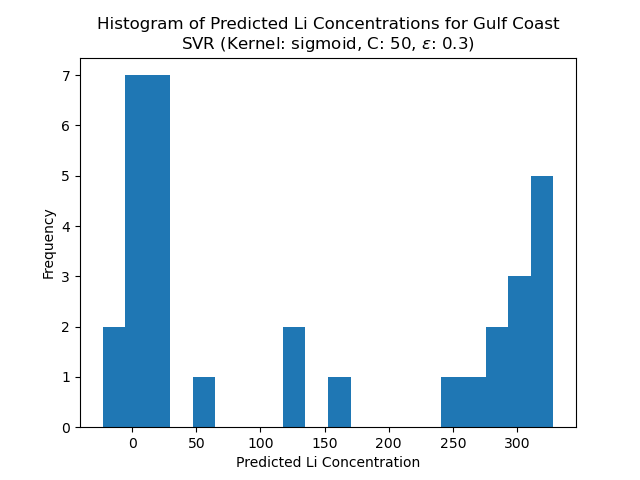 Histogram of Predicted Li Concentrations for Gulf Coast
SVR (Kernel: sigmoid, C: 50, ε: 0.3)
7
6
5
4
3
2
1
0
Frequency
0 50 100 150 200 250 300
Predicted Li Concentration